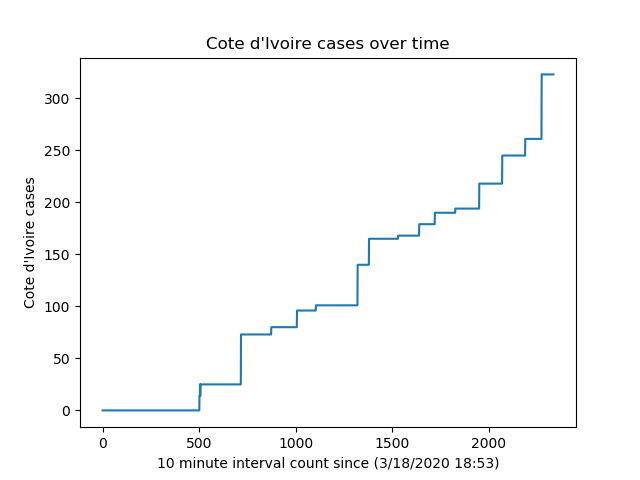 Cote d'Ivoire cases over time
Cote d'Ivoire cases
300
250
200
150
100
50
0
0 500 1000 1500 2000
10 minute interval count since (3/18/2020 18:53)